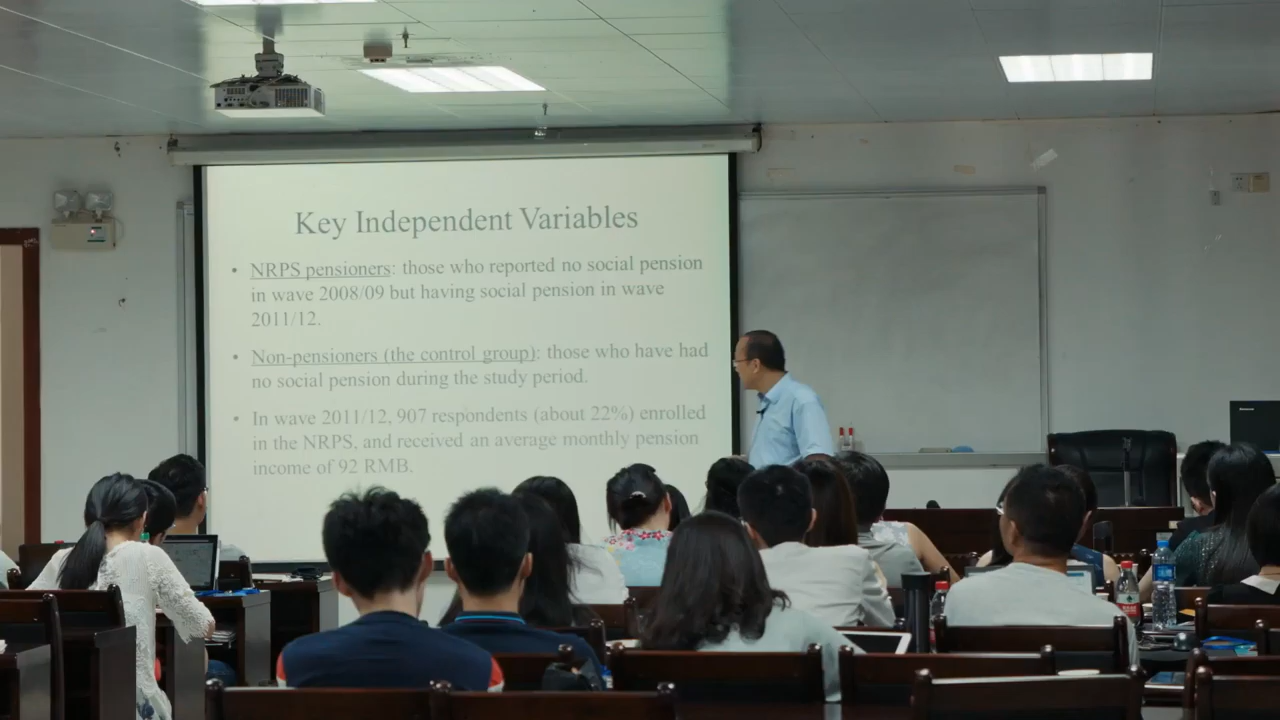 Key Independent Variables
• NRPS pensioners: those who reported no social pension
in wave 2008/09 but having social pension in wave
2011/12.
• Non-pensioners (the control group): those who have had
no social pension during the study period.
• In wave 2011/12, 907 respondents (about 22%) enrolled
in the NRPS, and received an average monthly pension
income of 92 RMB.